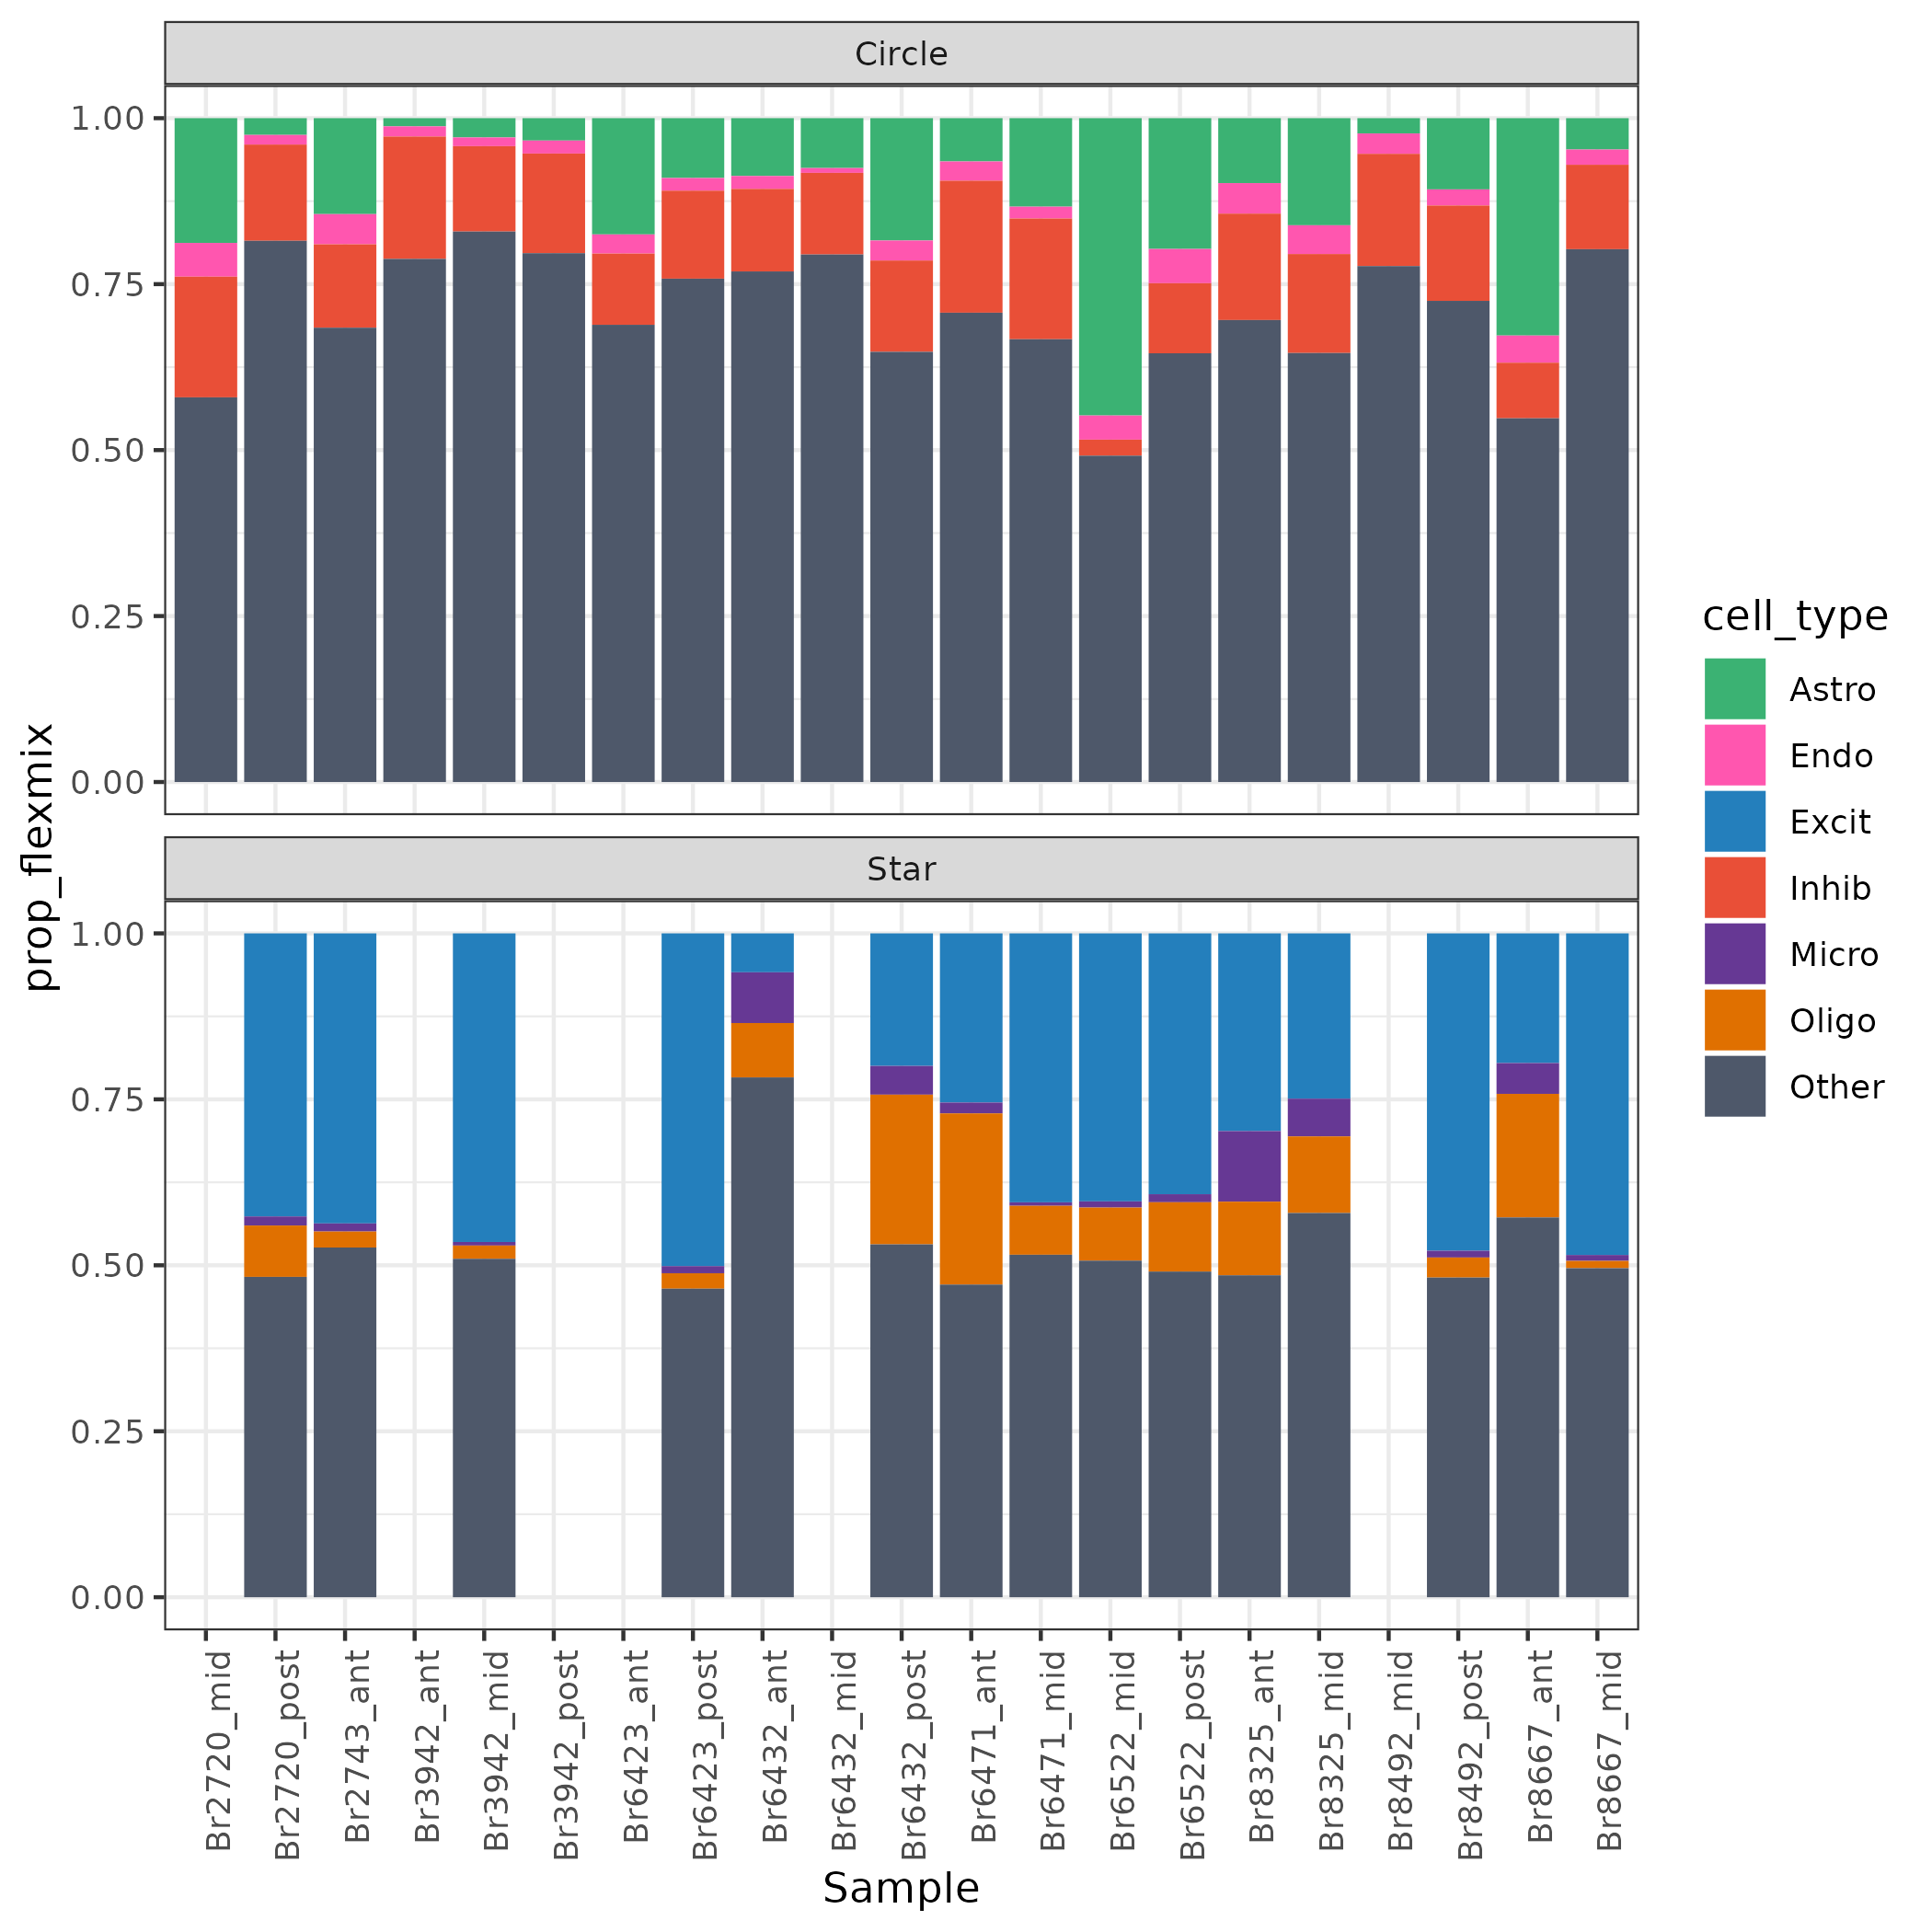 Circle
1.00
0.75
0.50
0.25
0.00
Star
1.00
0.75
0.50
0.25
0.00
prop_flexmix
Br2720_mid
Br2720_post
Br2743_ant
Br3942_ant
Br3942_mid
Br3942_post
Br6423_ant
Br6423_post
Br6432_ant
Br6432_mid
Br6432_post
Br6471_ant
Br6471_mid
Br6522_mid
Br6522_post
Br8325_ant
Br8325_mid
Br8492_mid
Br8492_post
Br8667_ant
Br8667_mid
Sample
cell_type
Astro
Endo
Excit
Inhib
Micro
Oligo
Other